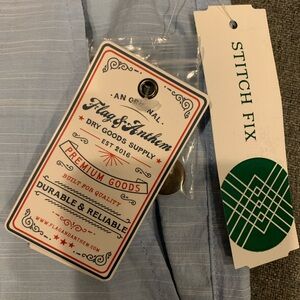 · AN ORIGINAL ·
Flag & Anthem
DRY GOODS SUPPLY
EST 2016
PREMIUM GOODS
BUILT FOR QUALITY
DURABLE & RELIABLE
WWW.FLAGANDANTHEM.COM
STITCH FIX